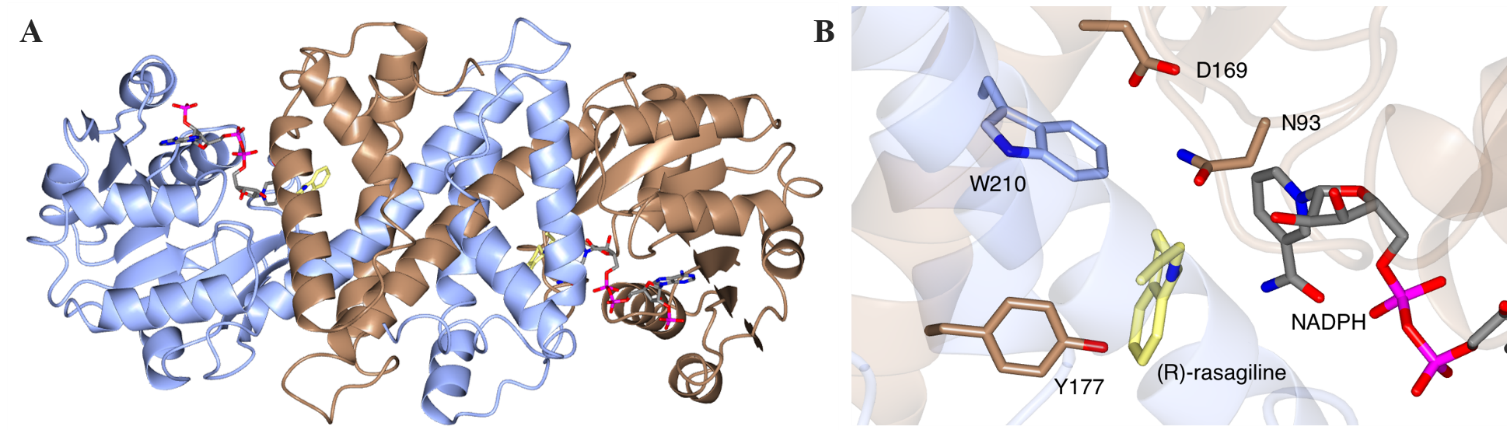 A
B
D169
N93
W210
NADPH
(R)-rasagiline
Y177